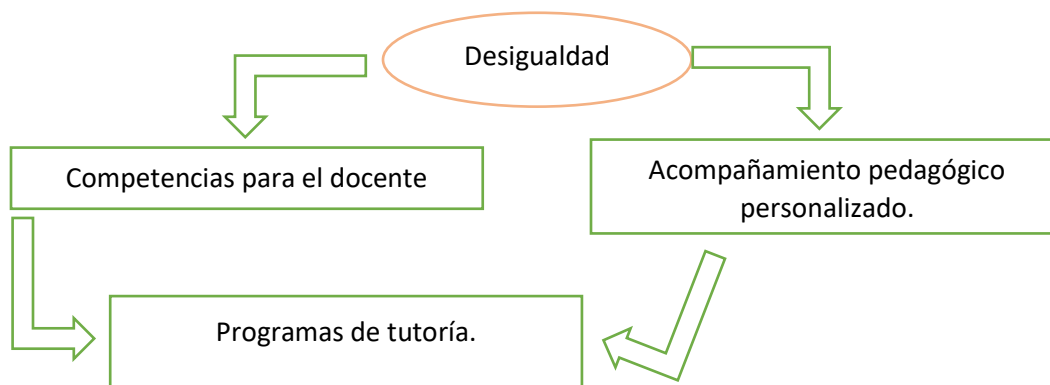 Desigualdad
Competencias para el docente
Acompañamiento pedagógico
personalizado.
Programas de tutoría.